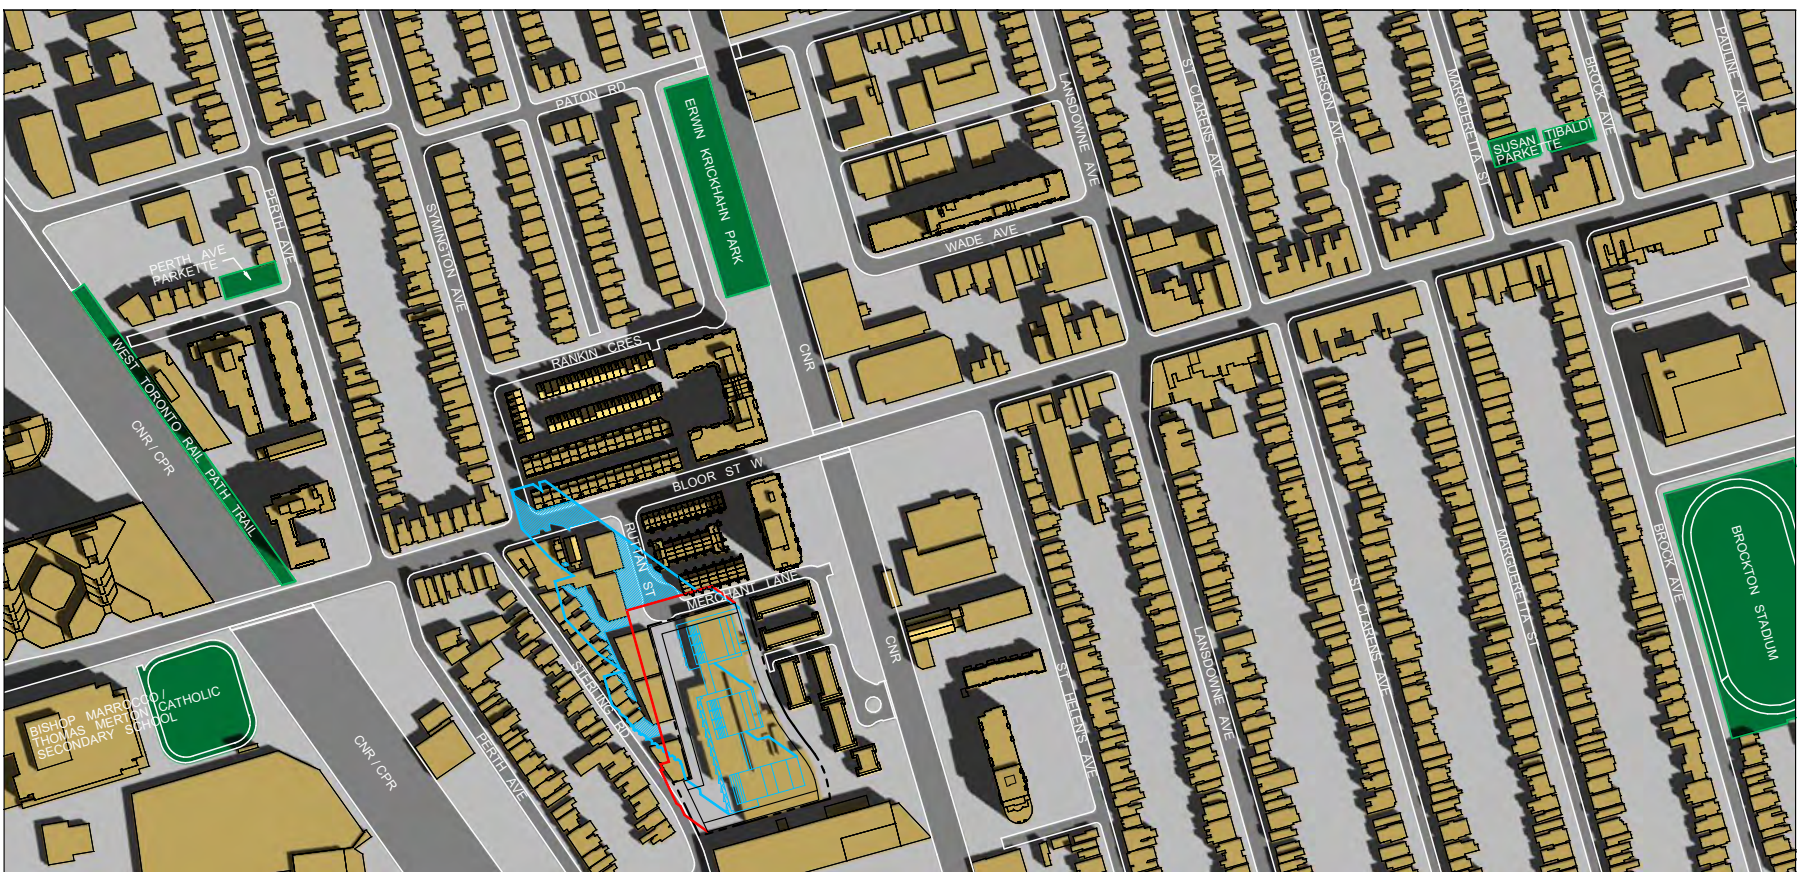 PATON RD
ERWIN KRICKHAHN PARK
LANSDOWNE AVE
ST CLARENS AVE
EMERSON AVE
MARGUERETTA ST
BROCK AVE
PAULINE AVE
SUSAN TIBALDI
PARKETTE
PERTH AVE
SYMINGTON AVE
WADE AVE
PERTH AVE
PARKETTE
WEST TORONTO RAIL PATH TRAIL
CNR / CPR
RANKIN CRES
CNR
BLOOR ST W
RUTTAN ST
MERCHANT LANE
STERLING RD
PERTH AVE
CNR / CPR
BISHOP MARROCCO /
THOMAS MERTON CATHOLIC
SECONDARY SCHOOL
CNR
ST HELENS AVE
LANSDOWNE AVE
ST CLARENS AVE
MARGUERETTA ST
BROCK AVE
BROCKTON STADIUM